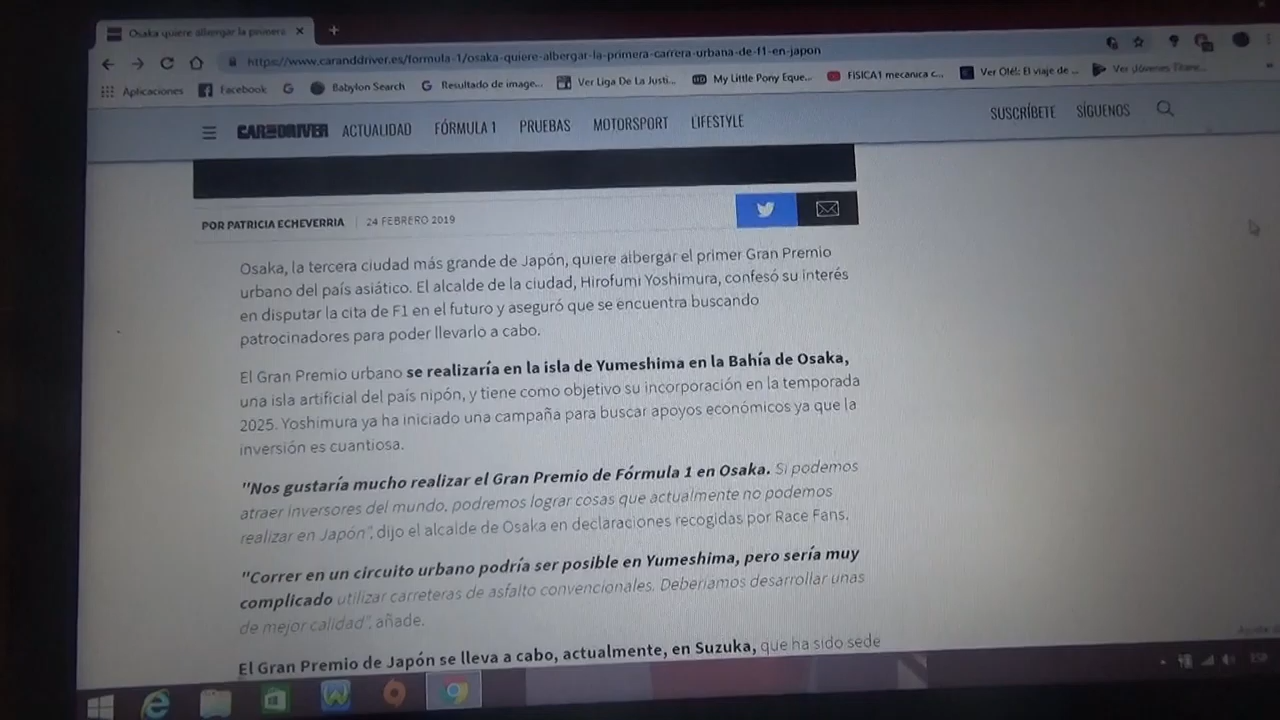 Osaka quiere albergar la primera
https://www.caranddriver.es/formula-1/osaka-quiere-albergar-la-primera-carrera-urbana-de-f1-en-japon
Aplicaciones Facebook Babylon Search Resultado de image... Ver Liga De La Justi... My Little Pony Eque... FISICA1 mecanica c... Ver Olé!: El viaje de ... Ver Jóvenes Titane...
CAR AND DRIVER ACTUALIDAD FÓRMULA 1 PRUEBAS MOTORSPORT LIFESTYLE SUSCRÍBETE SÍGUENOS
POR PATRICIA ECHEVERRIA | 24 FEBRERO 2019
Osaka, la tercera ciudad más grande de Japón, quiere albergar el primer Gran Premio
urbano del país asiático. El alcalde de la ciudad, Hirofumi Yoshimura, confesó su interés
en disputar la cita de F1 en el futuro y aseguró que se encuentra buscando
patrocinadores para poder llevarlo a cabo.
El Gran Premio urbano se realizaría en la isla de Yumeshima en la Bahía de Osaka,
una isla artificial del país nipón, y tiene como objetivo su incorporación en la temporada
2025. Yoshimura ya ha iniciado una campaña para buscar apoyos económicos ya que la
inversión es cuantiosa.
"Nos gustaría mucho realizar el Gran Premio de Fórmula 1 en Osaka. Si podemos
atraer inversores del mundo, podremos lograr cosas que actualmente no podemos
realizar en Japón", dijo el alcalde de Osaka en declaraciones recogidas por Race Fans.
"Correr en un circuito urbano podría ser posible en Yumeshima, pero sería muy
complicado utilizar carreteras de asfalto convencionales. Deberíamos desarrollar unas
de mejor calidad", añade.
El Gran Premio de Japón se lleva a cabo, actualmente, en Suzuka, que ha sido sede
ESP